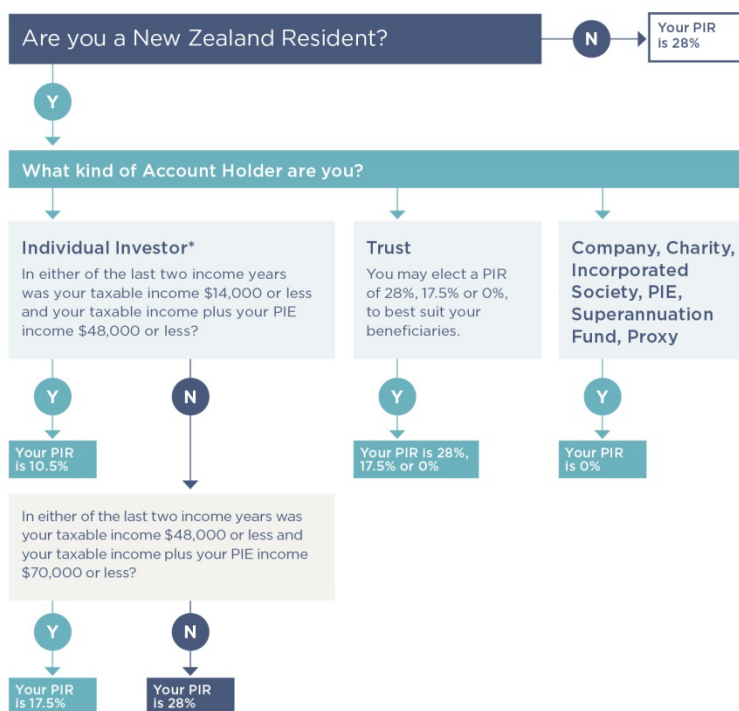 Are you a New Zealand Resident?
N
Your PIR
is 28%
Y
What kind of Account Holder are you?
Individual Investor*
In either of the last two income years
was your taxable income $14,000 or less
and your taxable income plus your PIE
income $48,000 or less?
Trust
You may elect a PIR
of 28%, 17.5% or 0%,
to best suit your
beneficiaries.
Company, Charity,
Incorporated
Society, PIE,
Superannuation
Fund, Proxy
Y
N
Y
Y
Your PIR
is 10.5%
Your PIR is 28%,
17.5% or 0%
Your PIR
is 0%
In either of the last two income years was
your taxable income $48,000 or less and
your taxable income plus your PIE income
$70,000 or less?
Y
N
Your PIR
is 17.5%
Your PIR
is 28%